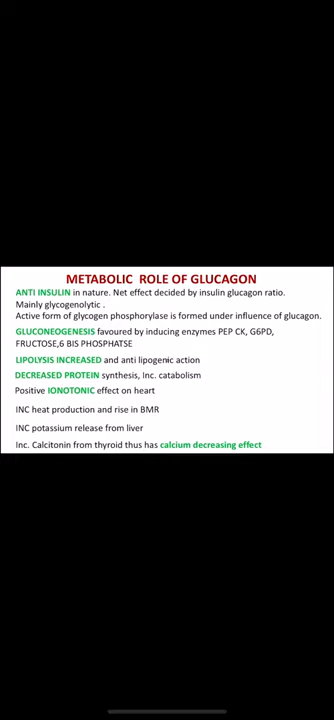 METABOLIC ROLE OF GLUCAGON
ANTI INSULIN in nature. Net effect decided by insulin glucagon ratio.
Mainly glycogenolytic .
Active form of glycogen phosphorylase is formed under influence of glucagon.
GLUCONEOGENESIS favoured by inducing enzymes PEP CK, G6PD,
FRUCTOSE,6 BIS PHOSPHATSE
LIPOLYSIS INCREASED and anti lipogenic action
DECREASED PROTEIN synthesis, Inc. catabolism
Positive IONOTONIC effect on heart
INC heat production and rise in BMR
INC potassium release from liver
Inc. Calcitonin from thyroid thus has calcium decreasing effect